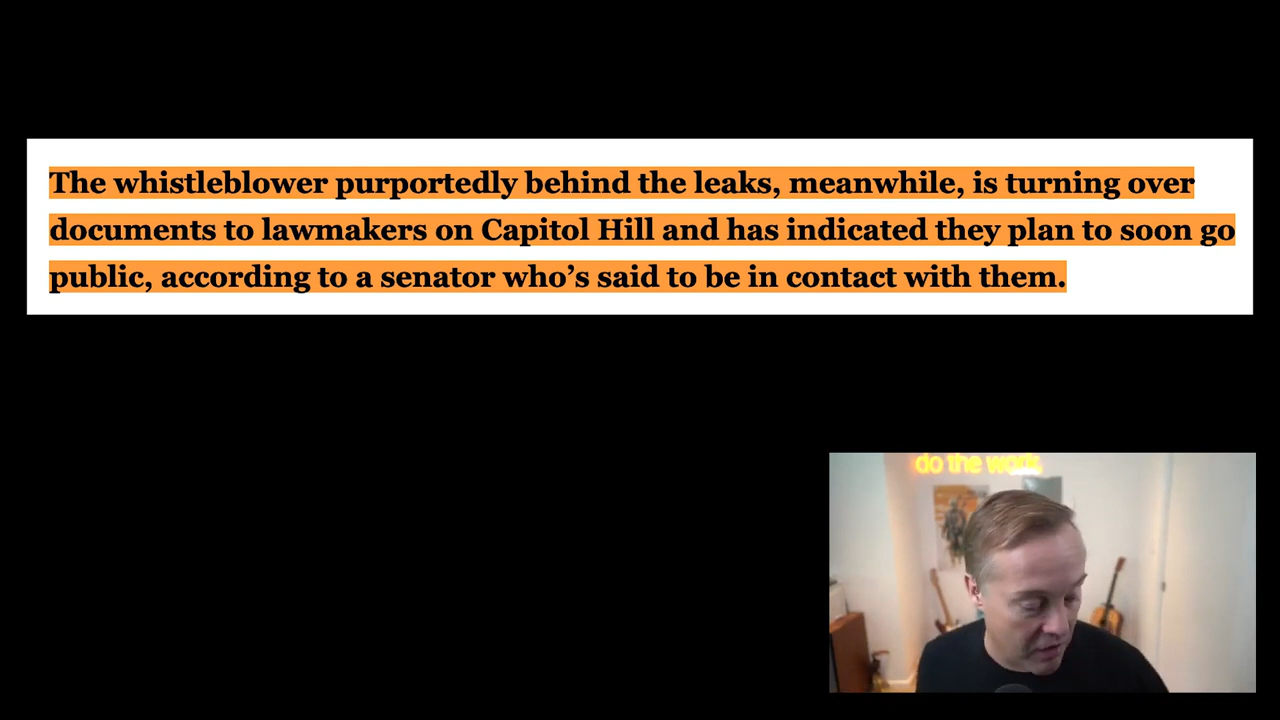 The whistleblower purportedly behind the leaks, meanwhile, is turning over
documents to lawmakers on Capitol Hill and has indicated they plan to soon go
public, according to a senator who’s said to be in contact with them.
do the work.